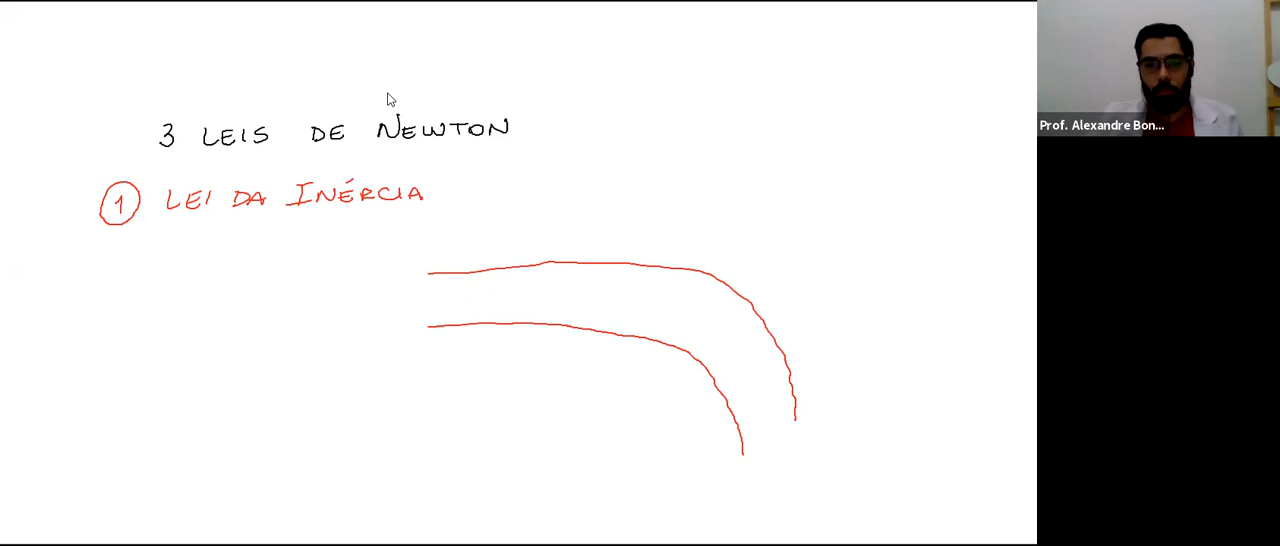 3 LEIS DE NEWTON
1 LEI DA INÉRCIA
Prof. Alexandre Bon...